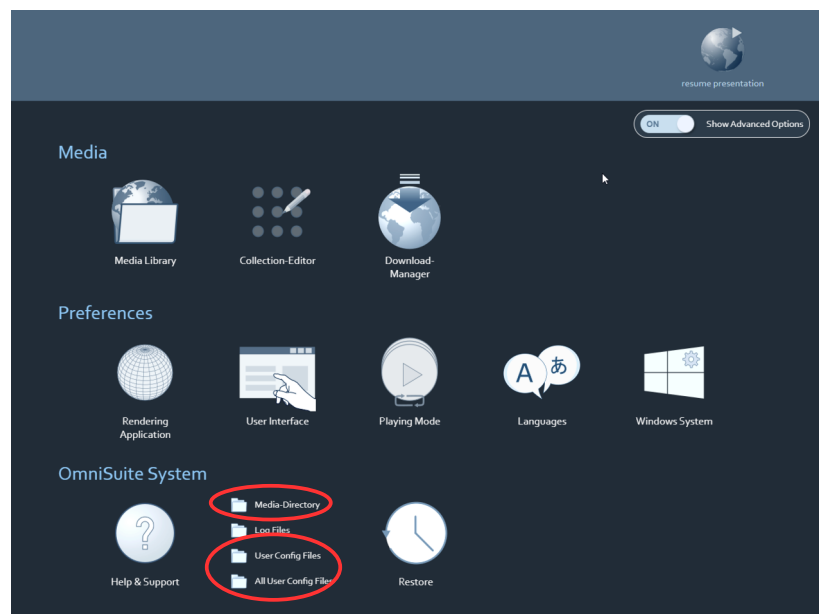 resume presentation
ON
Show Advanced Options
Media
Media Library
Collection-Editor
Download-
Manager
Preferences
A
あ
Rendering
Application
User Interface
Playing Mode
Languages
Windows System
OmniSuite System
?
Help & Support
Media-Directory
Log Files
User Config Files
All User Config Files
Restore